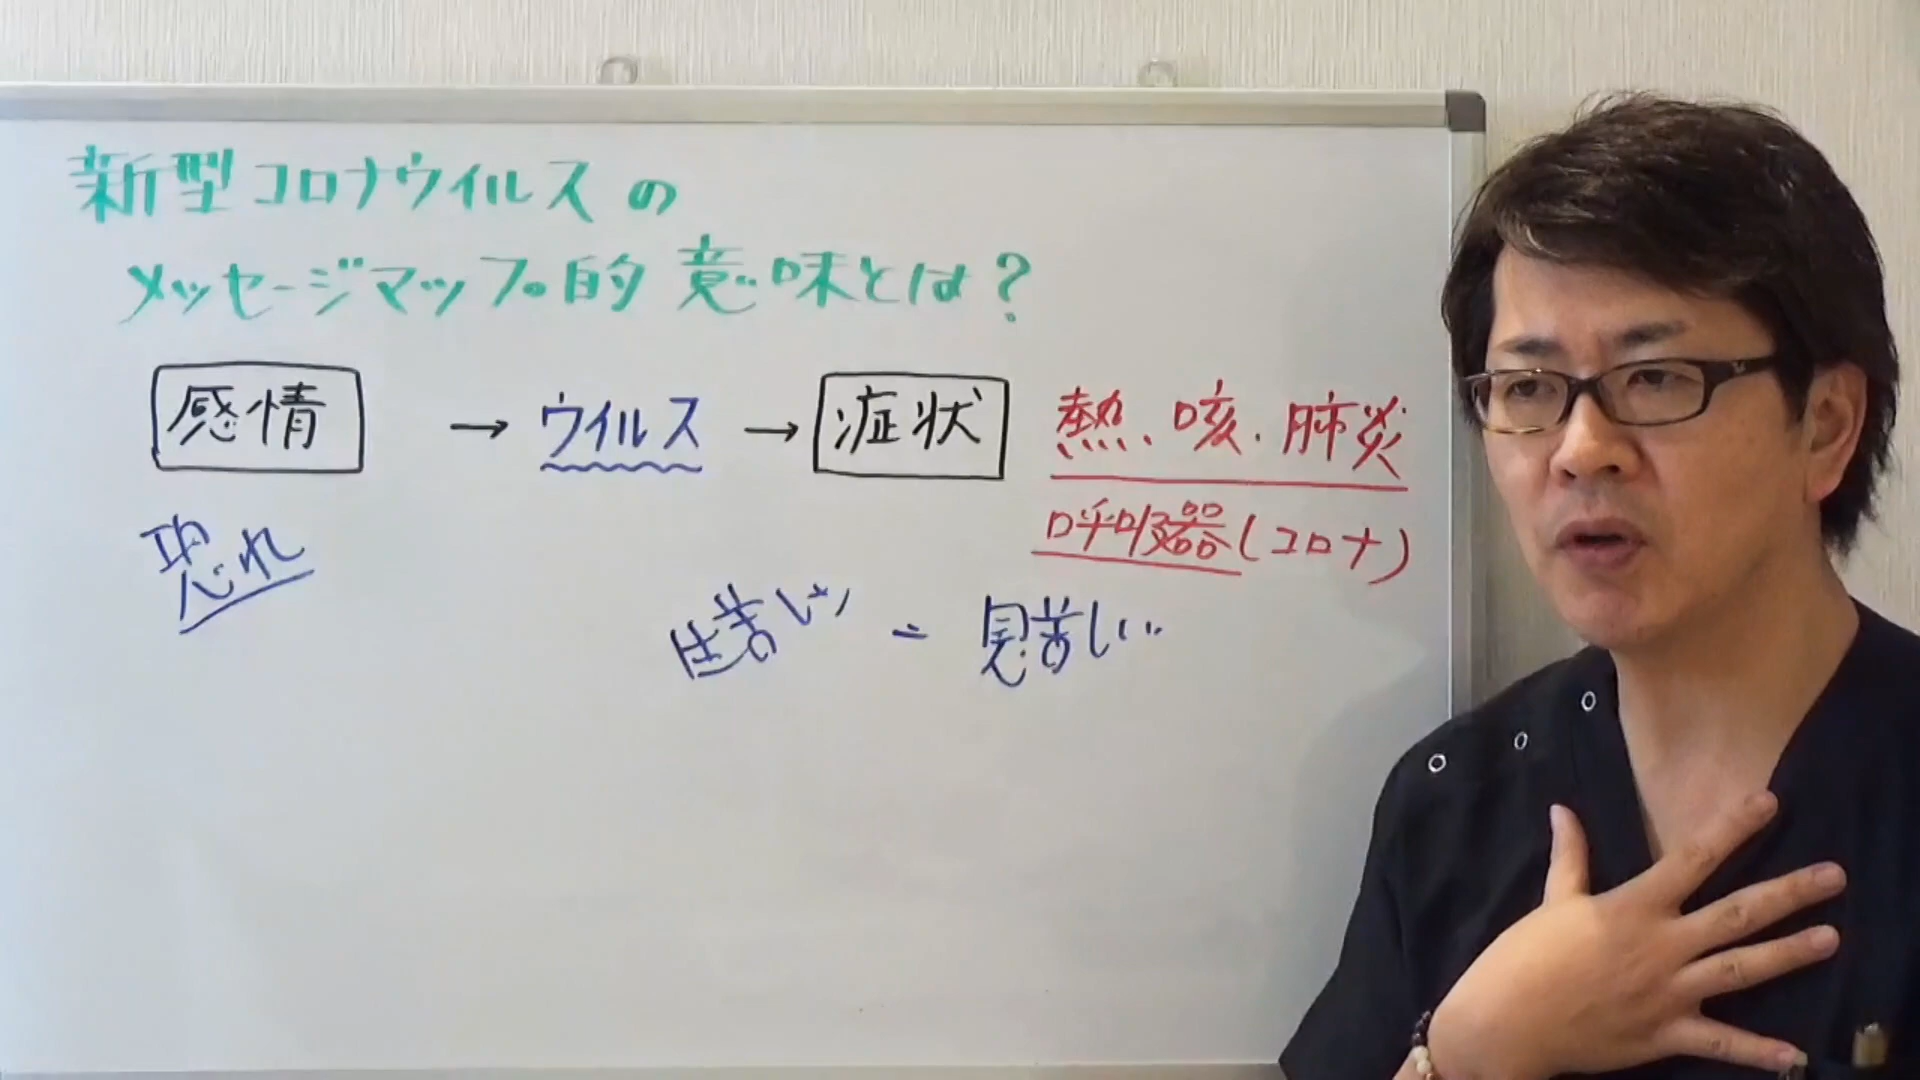 新型コロナウイルスの
メッセージマップ的意味とは?
感情 → ウイルス → 症状 熱、咳、肺炎
呼吸器(コロナ)
恐れ
生苦しい = 見苦しい